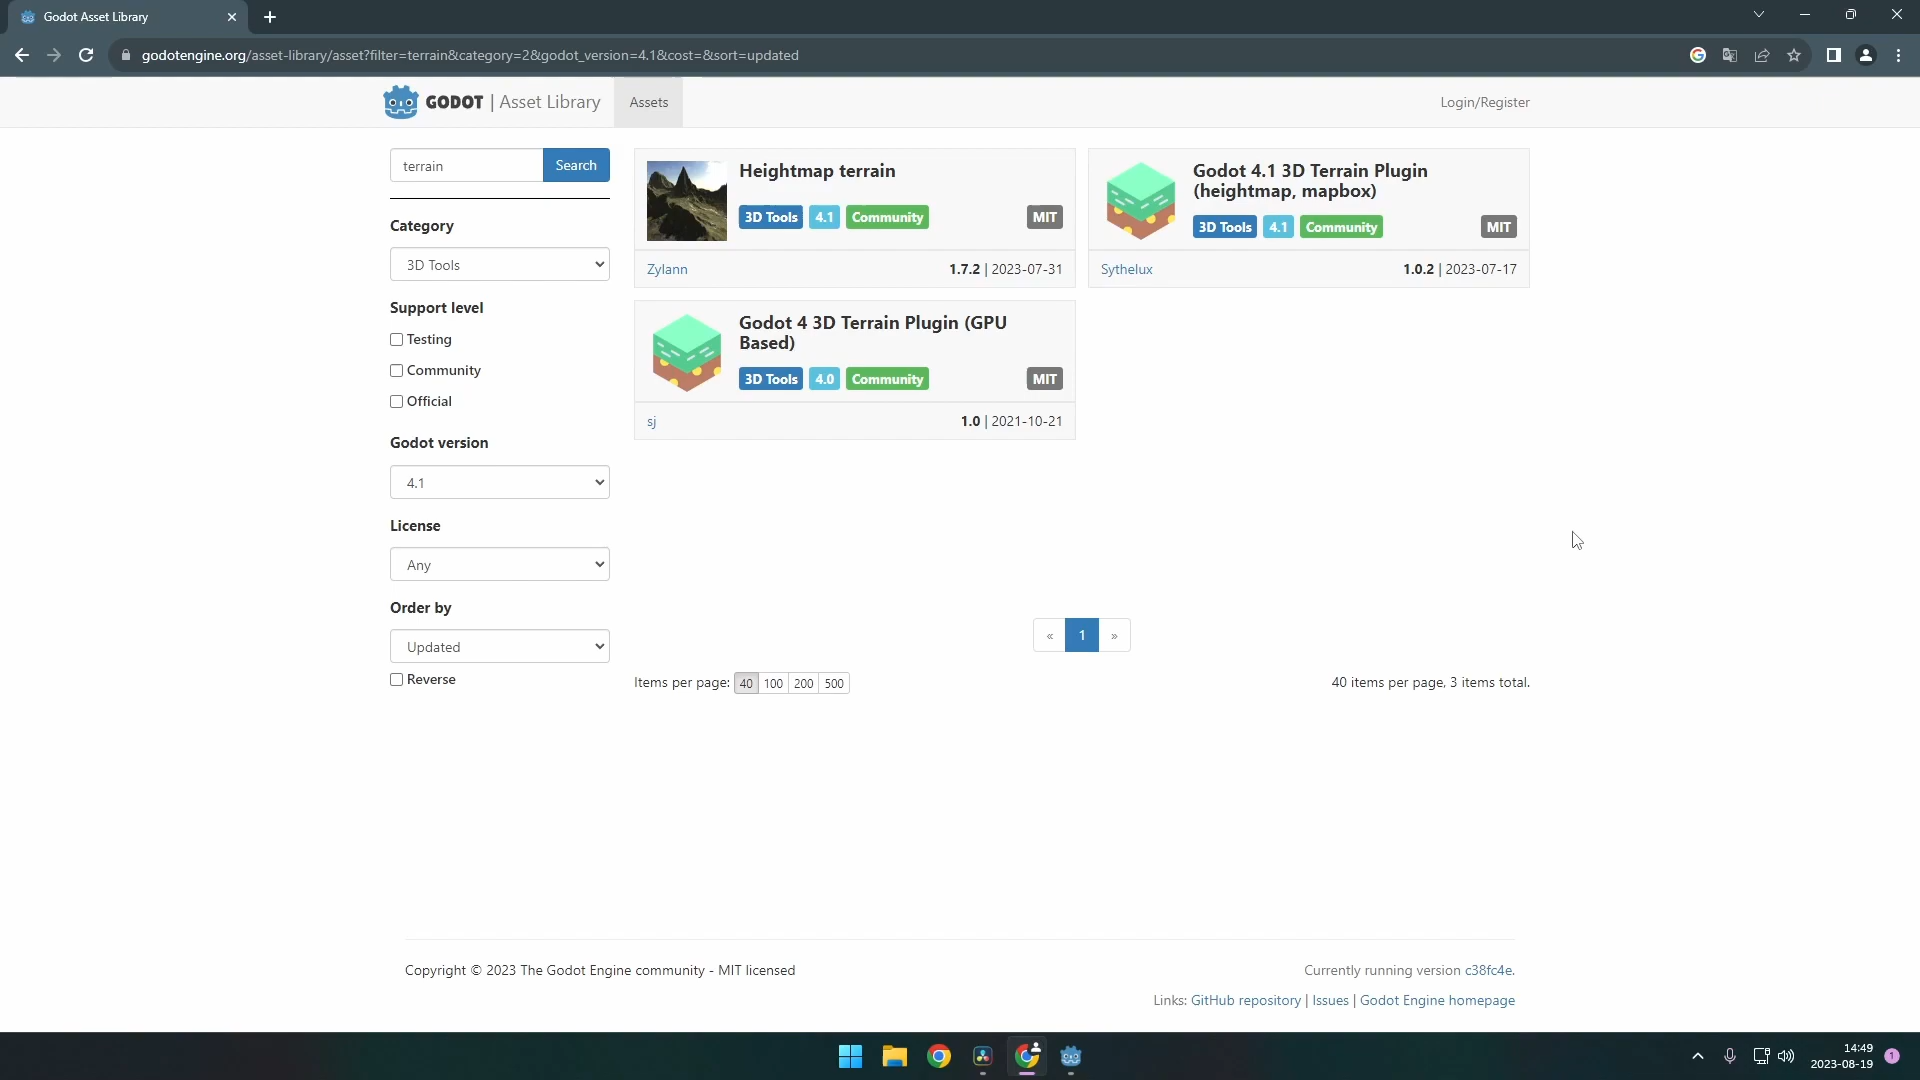 Godot Asset Library
godotengine.org/asset-library/asset?filter=terrain&category=2&godot_version=4.1&cost=&sort=updated
GODOT | Asset Library
Assets
Login/Register
terrain
Search
Category
3D Tools
Support level
Testing
Community
Official
Godot version
4.1
License
Any
Order by
Updated
Reverse
Heightmap terrain
3D Tools 4.1 Community MIT
Zylann 1.7.2 | 2023-07-31
Godot 4.1 3D Terrain Plugin
(heightmap, mapbox)
3D Tools 4.1 Community MIT
Sythelux 1.0.2 | 2023-07-17
Godot 4 3D Terrain Plugin (GPU
Based)
3D Tools 4.0 Community MIT
sj 1.0 | 2021-10-21
« 1 »
Items per page: 40 100 200 500
40 items per page, 3 items total.
Copyright © 2023 The Godot Engine community - MIT licensed
Currently running version c38fc4e.
Links: GitHub repository | Issues | Godot Engine homepage
14:49
2023-08-19
1